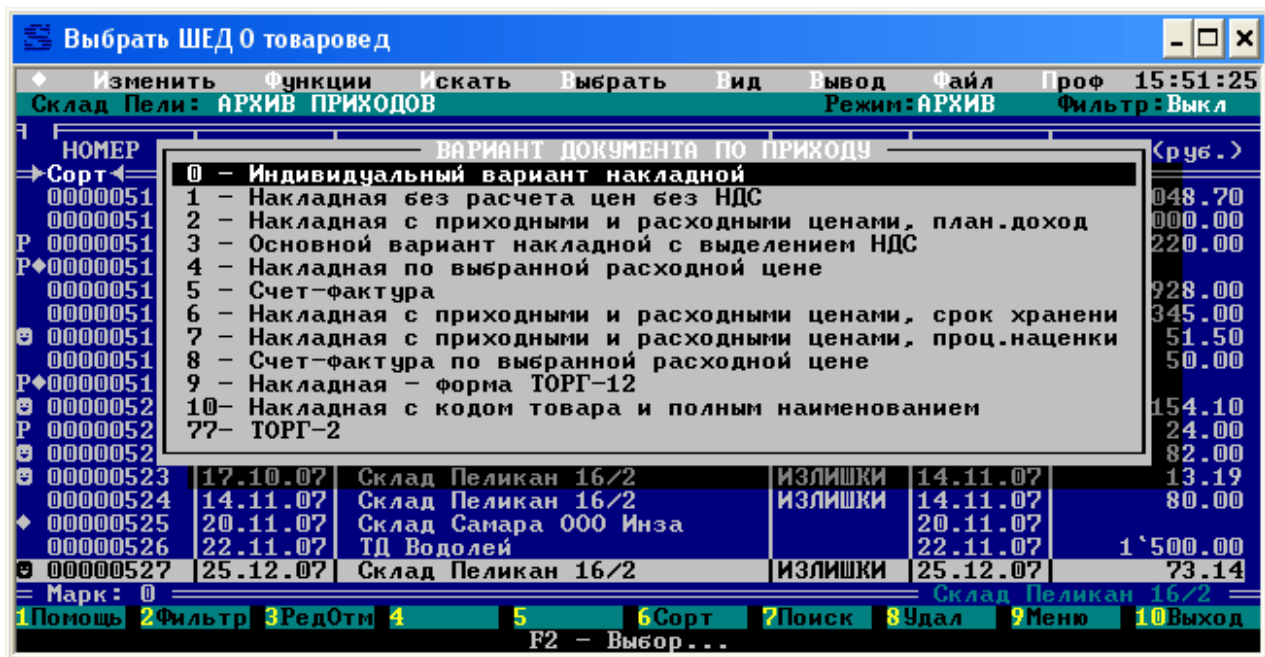 Выбрать ШЕД О товаровед
Изменить Функции Искать Выбрать Вид Вывод Файл Проф 15:51:25
Склад Пели: АРХИВ ПРИХОДОВ Режим:АРХИВ Фильтр:Выкл
НОМЕР ВАРИАНТ ДОКУМЕНТА ПО ПРИХОДУ (руб.)
Сорт 0 – Индивидуальный вариант накладной
0000051 1 – Накладная без расчета цен без НДС 048.70
0000051 2 – Накладная с приходными и расходными ценами, план.доход 000.00
Р 0000051 3 – Основной вариант накладной с выделением НДС 220.00
Р♦0000051 4 – Накладная по выбранной расходной цене
0000051 5 – Счет-фактура 928.00
0000051 6 – Накладная с приходными и расходными ценами, срок хранени 345.00
0000051 7 – Накладная с приходными и расходными ценами, проц.наценки 51.50
0000051 8 – Счет-фактура по выбранной расходной цене 50.00
Р♦0000051 9 – Накладная – форма ТОРГ-12
0000052 10– Накладная с кодом товара и полным наименованием 154.10
Р 0000052 77– ТОРГ-2 24.00
0000052 82.00
00000523 17.10.07 Склад Пеликан 16/2 ИЗЛИШКИ 14.11.07 13.19
00000524 14.11.07 Склад Пеликан 16/2 ИЗЛИШКИ 14.11.07 80.00
♦ 00000525 20.11.07 Склад Самара ООО Инза 20.11.07
00000526 22.11.07 ТД Водолей 22.11.07 1`500.00
00000527 25.12.07 Склад Пеликан 16/2 ИЗЛИШКИ 25.12.07 73.14
Марк: 0 Склад Пеликан 16/2
1Помощь 2Фильтр 3РедОтм 4 5 6Сорт 7Поиск 8Удал 9Меню 10Выход
F2 – Выбор...